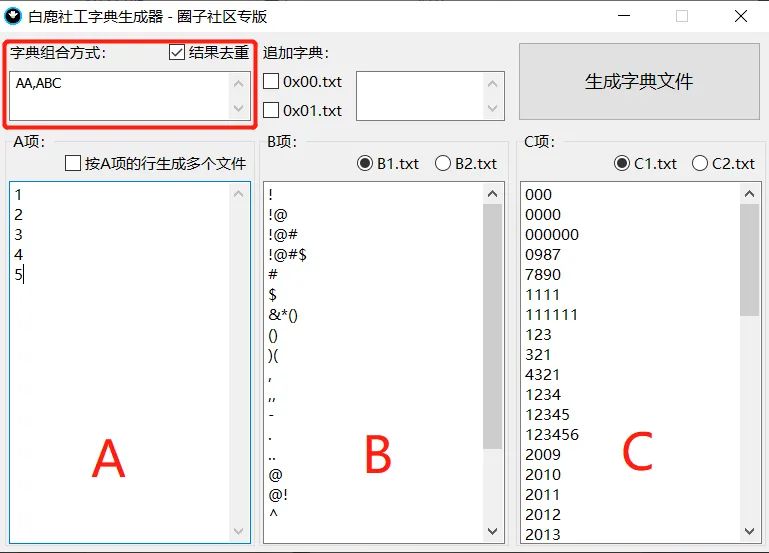 白鹿社工字典生成器 - 圈子社区专版
字典组合方式： 结果去重
AA,ABC
追加字典：
0x00.txt
0x01.txt
生成字典文件
A项：
按A项的行生成多个文件
1
2
3
4
5
A
B项：
B1.txt B2.txt
!
!@
!@#
!@#$
#
$
&*()
()
)(
,
,,
-
.
..
@
@!
^
B
C项：
C1.txt C2.txt
000
0000
000000
0987
7890
1111
111111
123
321
4321
1234
12345
123456
2009
2010
2011
2012
2013
C